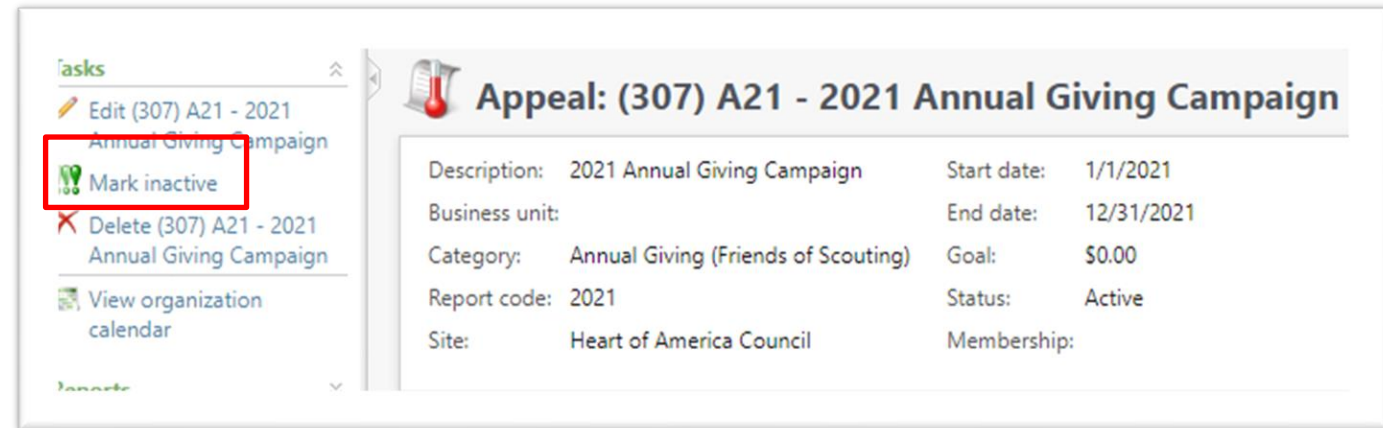 Tasks
Edit (307) A21 - 2021
Annual Giving Campaign
Mark inactive
Delete (307) A21 - 2021
Annual Giving Campaign
View organization
calendar
Reports
Appeal: (307) A21 - 2021 Annual Giving Campaign
Description: 2021 Annual Giving Campaign Start date: 1/1/2021
Business unit: End date: 12/31/2021
Category: Annual Giving (Friends of Scouting) Goal: $0.00
Report code: 2021 Status: Active
Site: Heart of America Council Membership: